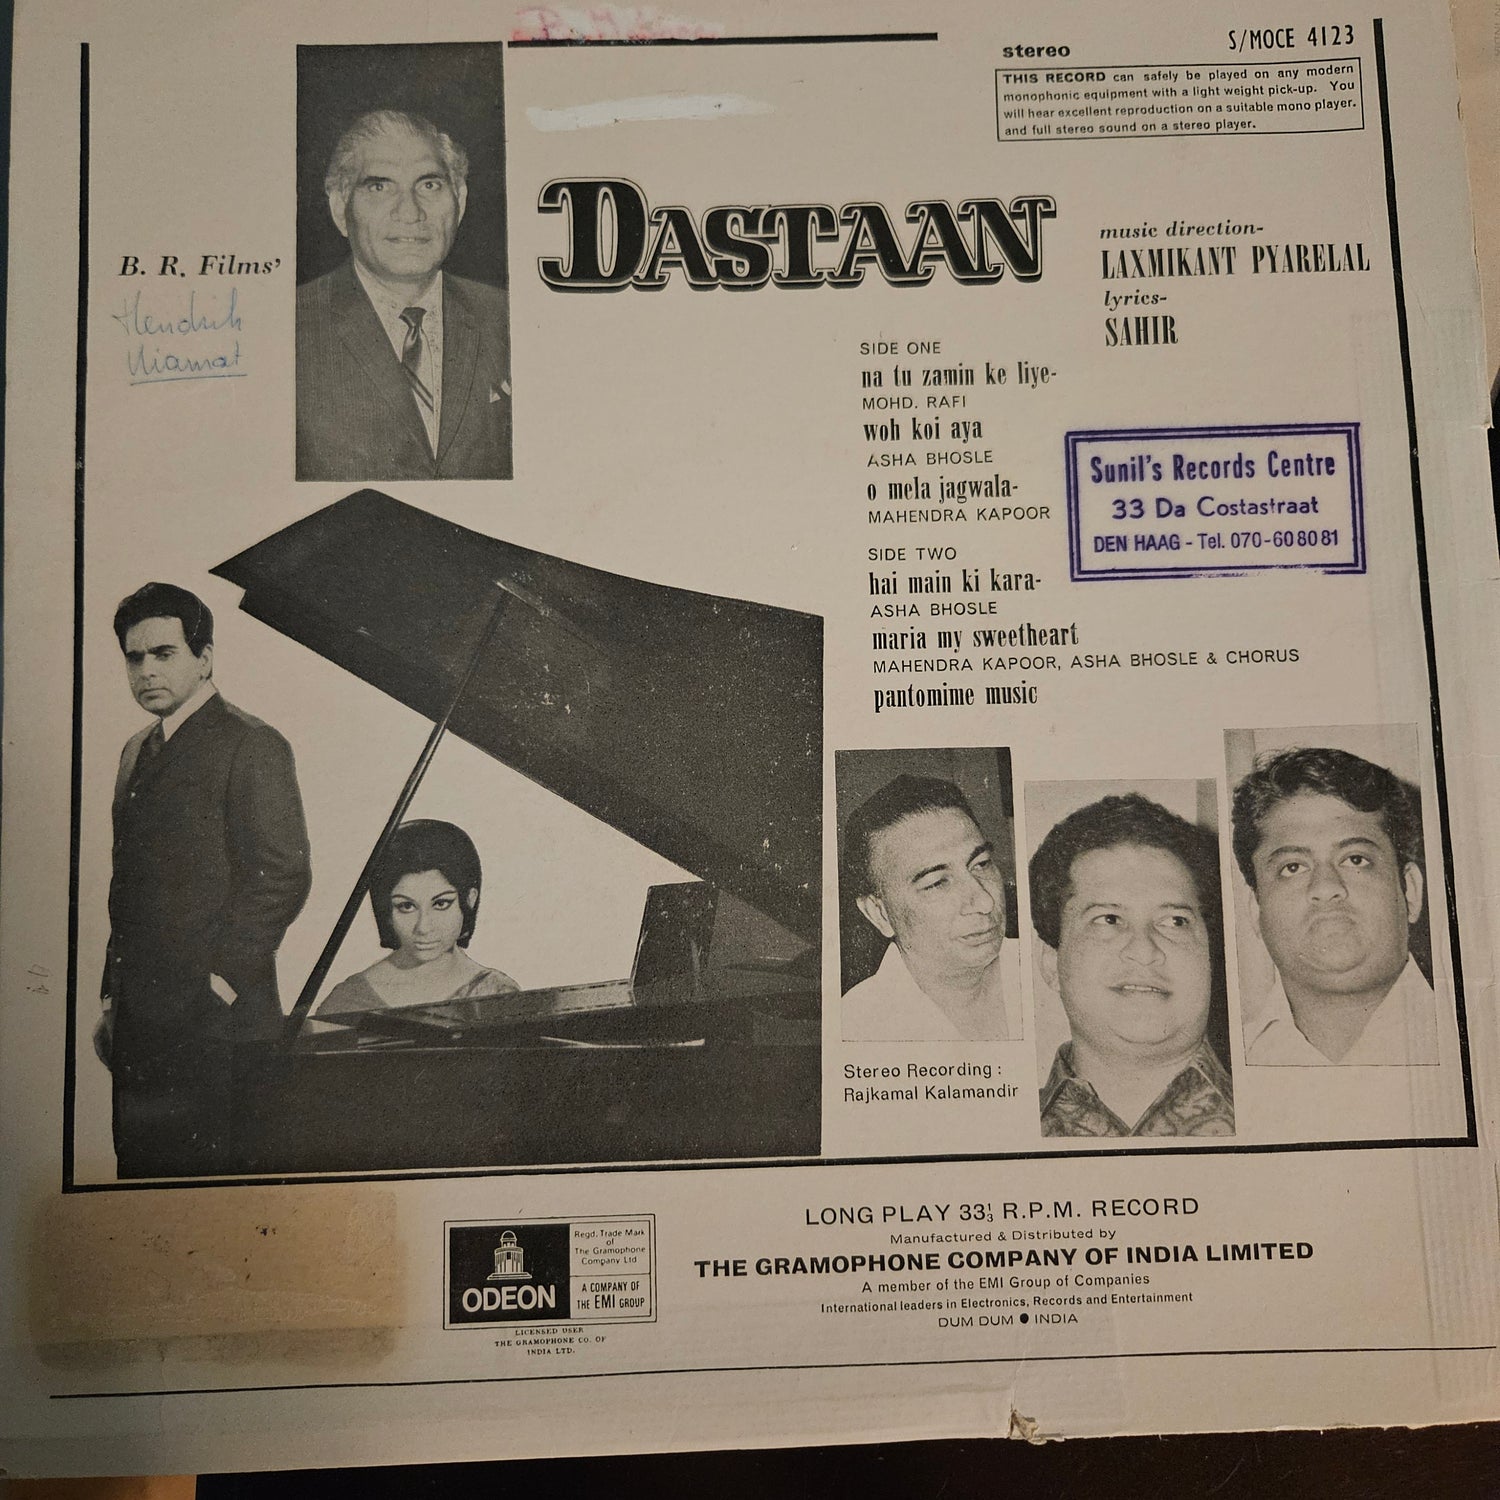 stereo
S/MOCE 4123
THIS RECORD can safely be played on any modern
monophonic equipment with a light weight pick-up. You
will hear excellent reproduction on a suitable mono player.
and full stereo sound on a stereo player.
B. R. Films'
Hendrik
Niamat
DASTAAN
music direction-
LAXMIKANT PYARELAL
lyrics-
SAHIR
SIDE ONE
na tu zamin ke liye-
MOHD. RAFI
woh koi aya
ASHA BHOSLE
o mela jagwala-
MAHENDRA KAPOOR
SIDE TWO
hai main ki kara-
ASHA BHOSLE
maria my sweetheart
MAHENDRA KAPOOR, ASHA BHOSLE & CHORUS
pantomime music
Sunil's Records Centre
33 Da Costastraat
DEN HAAG - Tel. 070-608081
Stereo Recording :
Rajkamal Kalamandir
ODEON
Regd. Trade Mark
of
The Gramophone
Company Ltd
A COMPANY OF
THE EMI GROUP
LICENSED USER
THE GRAMOPHONE CO. OF
INDIA LTD.
LONG PLAY 33⅓ R.P.M. RECORD
Manufactured & Distributed by
THE GRAMOPHONE COMPANY OF INDIA LIMITED
A member of the EMI Group of Companies
International leaders in Electronics, Records and Entertainment
DUM DUM ● INDIA